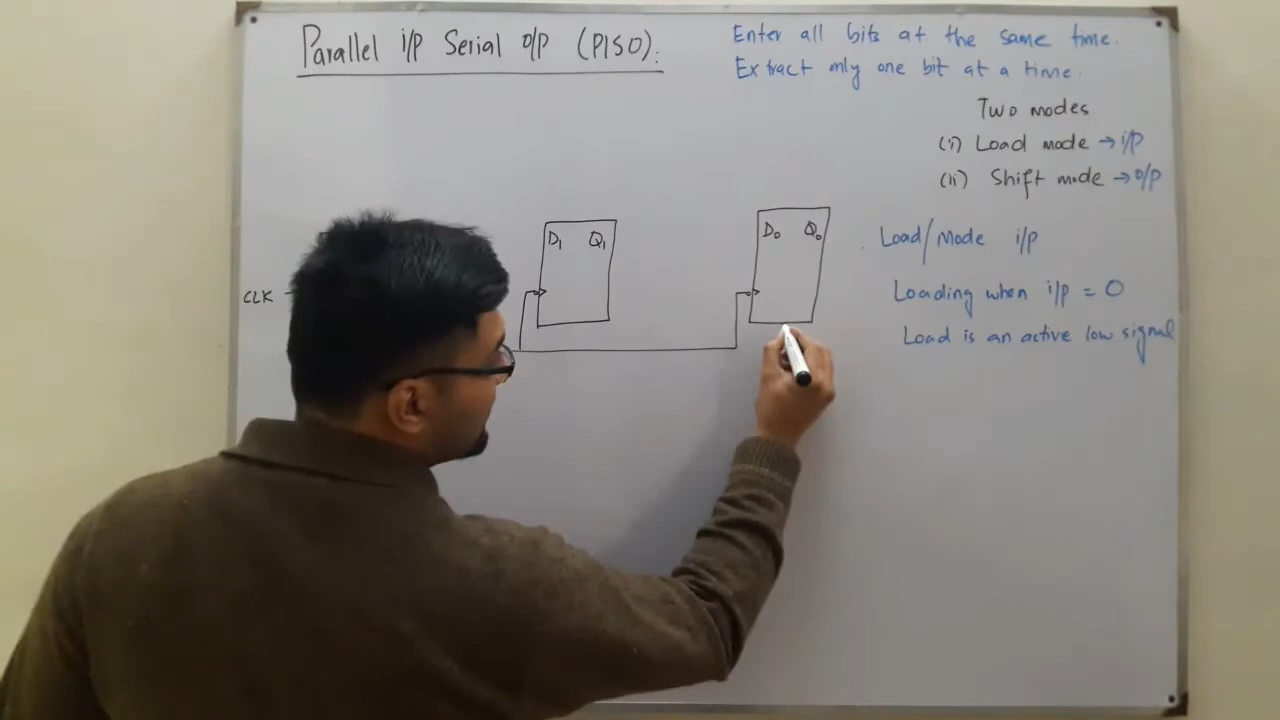 Parallel i/p Serial o/p (PISO).
Enter all bits at the same time.
Extract only one bit at a time.
Two modes
(i) Load mode → i/p
(ii) Shift mode → o/p
Load/Mode i/p
Loading when i/p = 0
Load is an active low signal
D₁ Q₁
D₀ Q₀
CLK